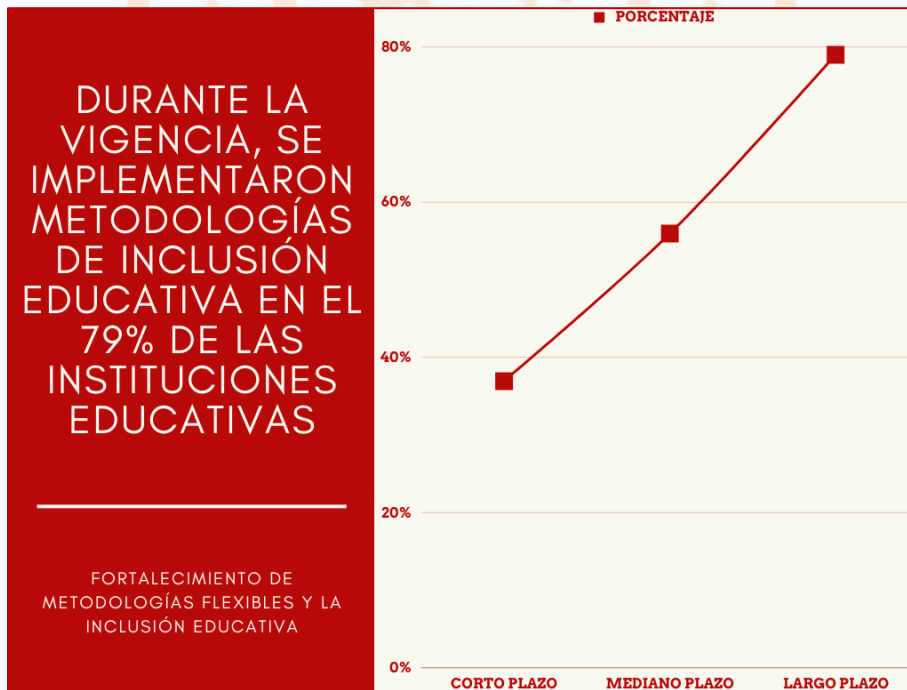 DURANTE LA
VIGENCIA, SE
IMPLEMENTARON
METODOLOGÍAS
DE INCLUSIÓN
EDUCATIVA EN EL
79% DE LAS
INSTITUCIONES
EDUCATIVAS
FORTALECIMIENTO DE
METODOLOGÍAS FLEXIBLES Y LA
INCLUSIÓN EDUCATIVA
PORCENTAJE
80%
60%
40%
20%
0%
CORTO PLAZO MEDIANO PLAZO LARGO PLAZO